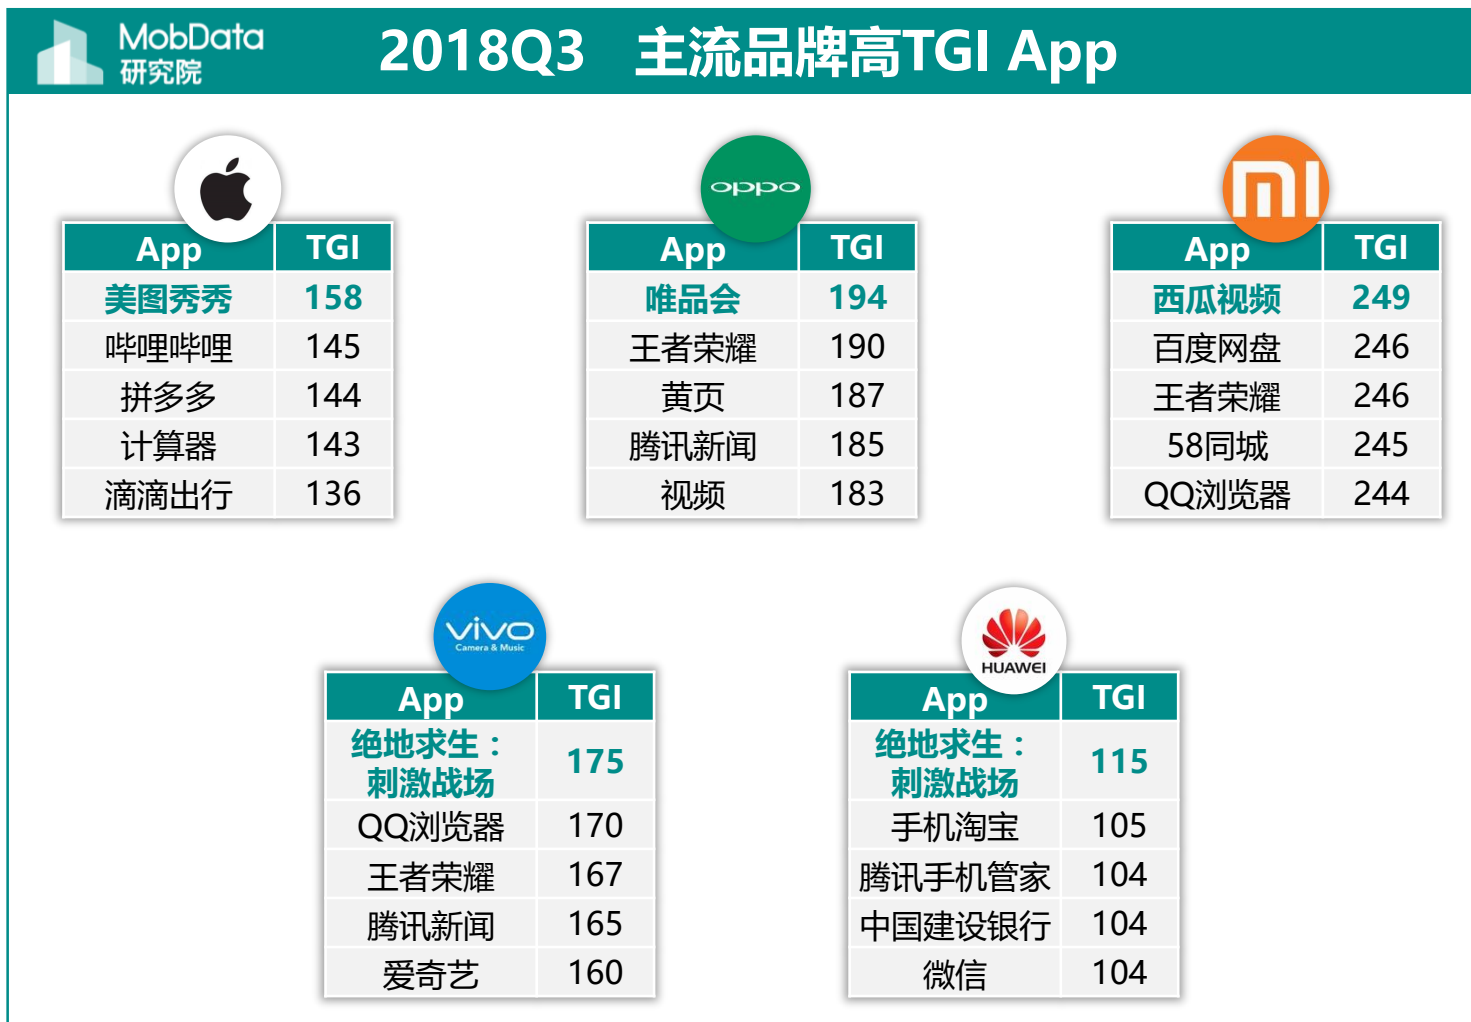 MobData
研究院
2018Q3 主流品牌高TGI App
App TGI
美图秀秀 158
哔哩哔哩 145
拼多多 144
计算器 143
滴滴出行 136
oppo
App TGI
唯品会 194
王者荣耀 190
黄页 187
腾讯新闻 185
视频 183
mi
App TGI
西瓜视频 249
百度网盘 246
王者荣耀 246
58同城 245
QQ浏览器 244
vivo
Camera & Music
App TGI
绝地求生：
刺激战场 175
QQ浏览器 170
王者荣耀 167
腾讯新闻 165
爱奇艺 160
HUAWEI
App TGI
绝地求生：
刺激战场 115
手机淘宝 105
腾讯手机管家 104
中国建设银行 104
微信 104